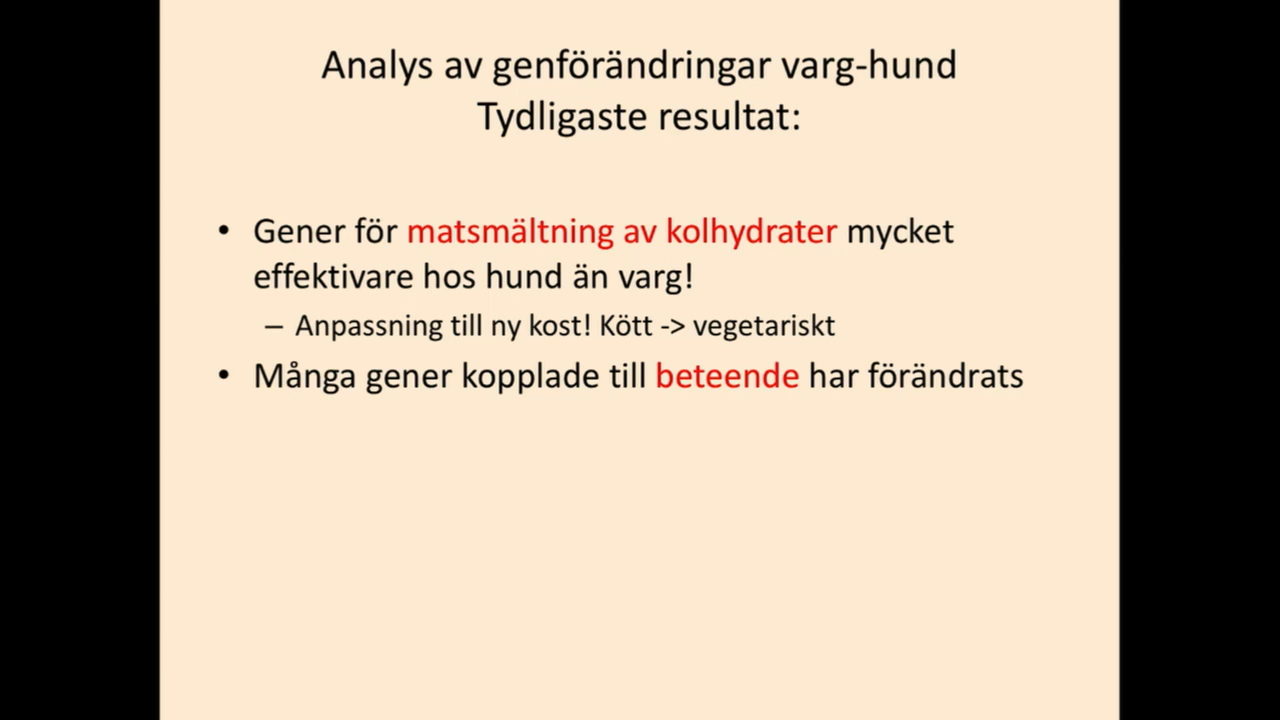 Analys av genförändringar varg-hund
Tydligaste resultat:
• Gener för matsmältning av kolhydrater mycket
effektivare hos hund än varg!
– Anpassning till ny kost! Kött -> vegetariskt
• Många gener kopplade till beteende har förändrats